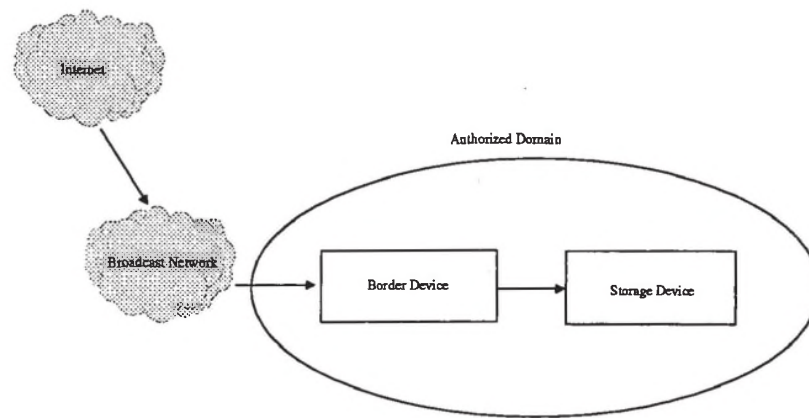 Internet
Authorized Domain
Broadcast Network
Border Device
Storage Device